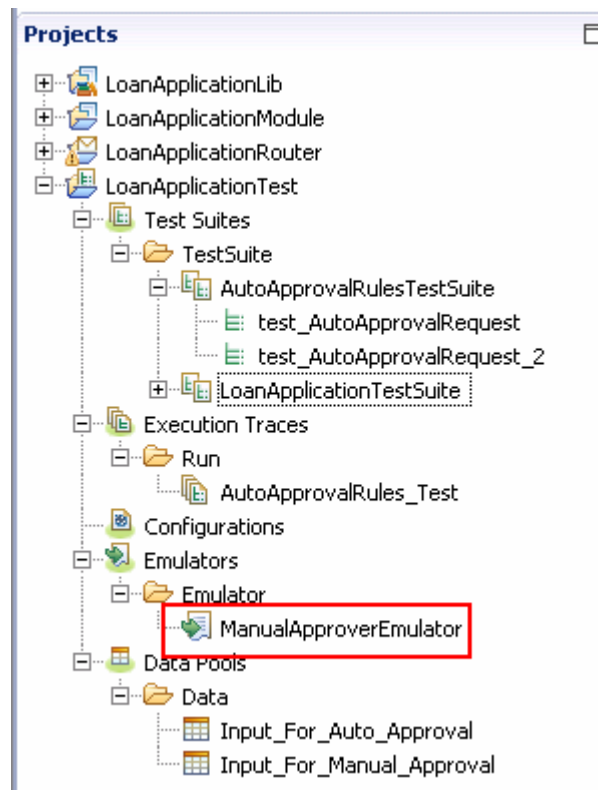 Projects
LoanApplicationLib
LoanApplicationModule
LoanApplicationRouter
LoanApplicationTest
Test Suites
TestSuite
AutoApprovalRulesTestSuite
test_AutoApprovalRequest
test_AutoApprovalRequest_2
LoanApplicationTestSuite
Execution Traces
Run
AutoApprovalRules_Test
Configurations
Emulators
Emulator
ManualApproverEmulator
Data Pools
Data
Input_For_Auto_Approval
Input_For_Manual_Approval